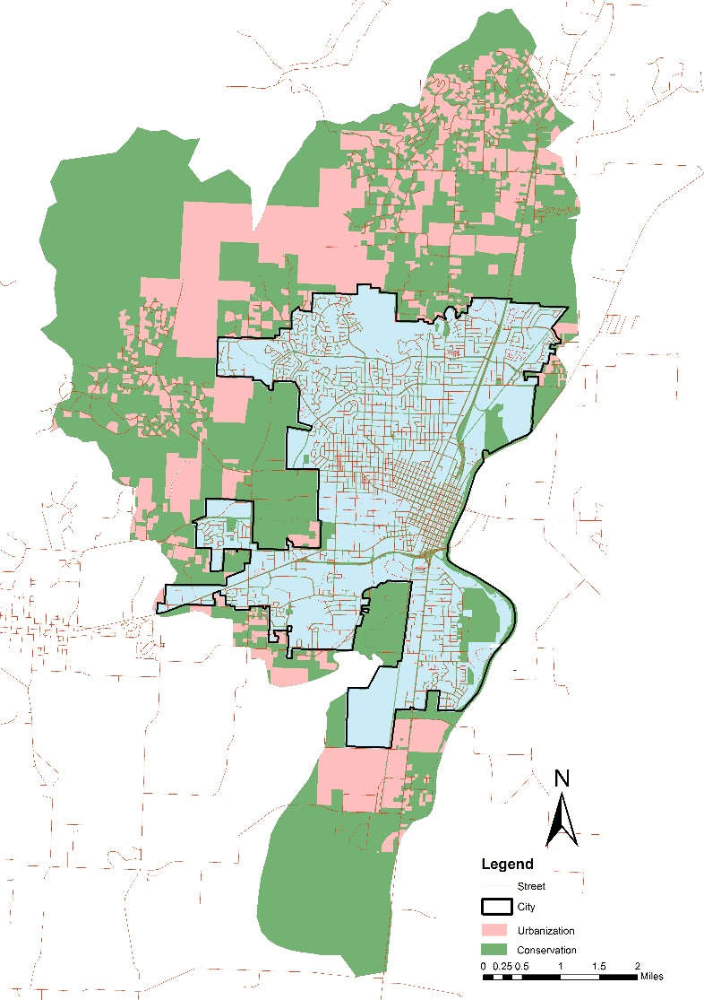 N
Legend
Street
City
Urbanization
Conservation
0 0.25 0.5 1 1.5 2
Miles